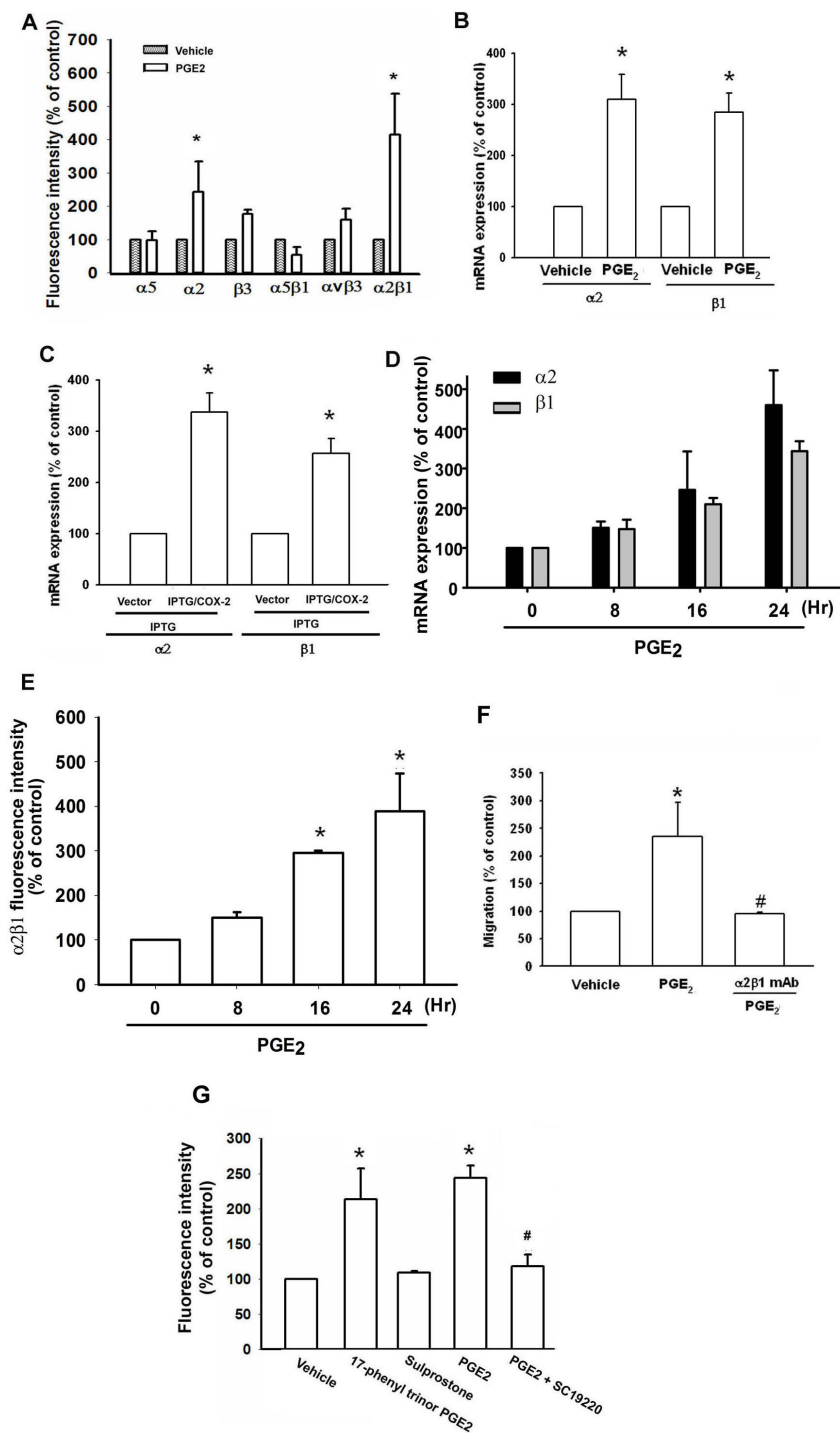 A
Fluorescence intensity (% of control)
700
600
500
400
300
200
100
0
Vehicle
PGE2
*
*
α5 α2 β3 α5β1 αvβ3 α2β1
B
mRNA expression (% of control)
400
300
200
100
0
*
*
Vehicle PGE2 Vehicle PGE2
α2 β1
C
mRNA expression (% of control)
400
300
200
100
0
*
*
Vector IPTG/COX-2 Vector IPTG/COX-2
IPTG IPTG
α2 β1
D
mRNA expression (% of control)
500
400
300
200
100
0
α2
β1
0 8 16 24 (Hr)
PGE2
E
α2β1 fluorescence intensity
(% of control)
600
500
400
300
200
100
0
*
*
0 8 16 24 (Hr)
PGE2
F
Migration (% of control)
350
300
250
200
150
100
50
0
*
#
Vehicle PGE2 α2β1 mAb
PGE2
G
Fluorescence intensity
(% of control)
300
250
200
150
100
50
0
*
*
#
Vehicle
17-phenyl trinor PGE2
Sulprostone
PGE2
PGE2 + SC19220